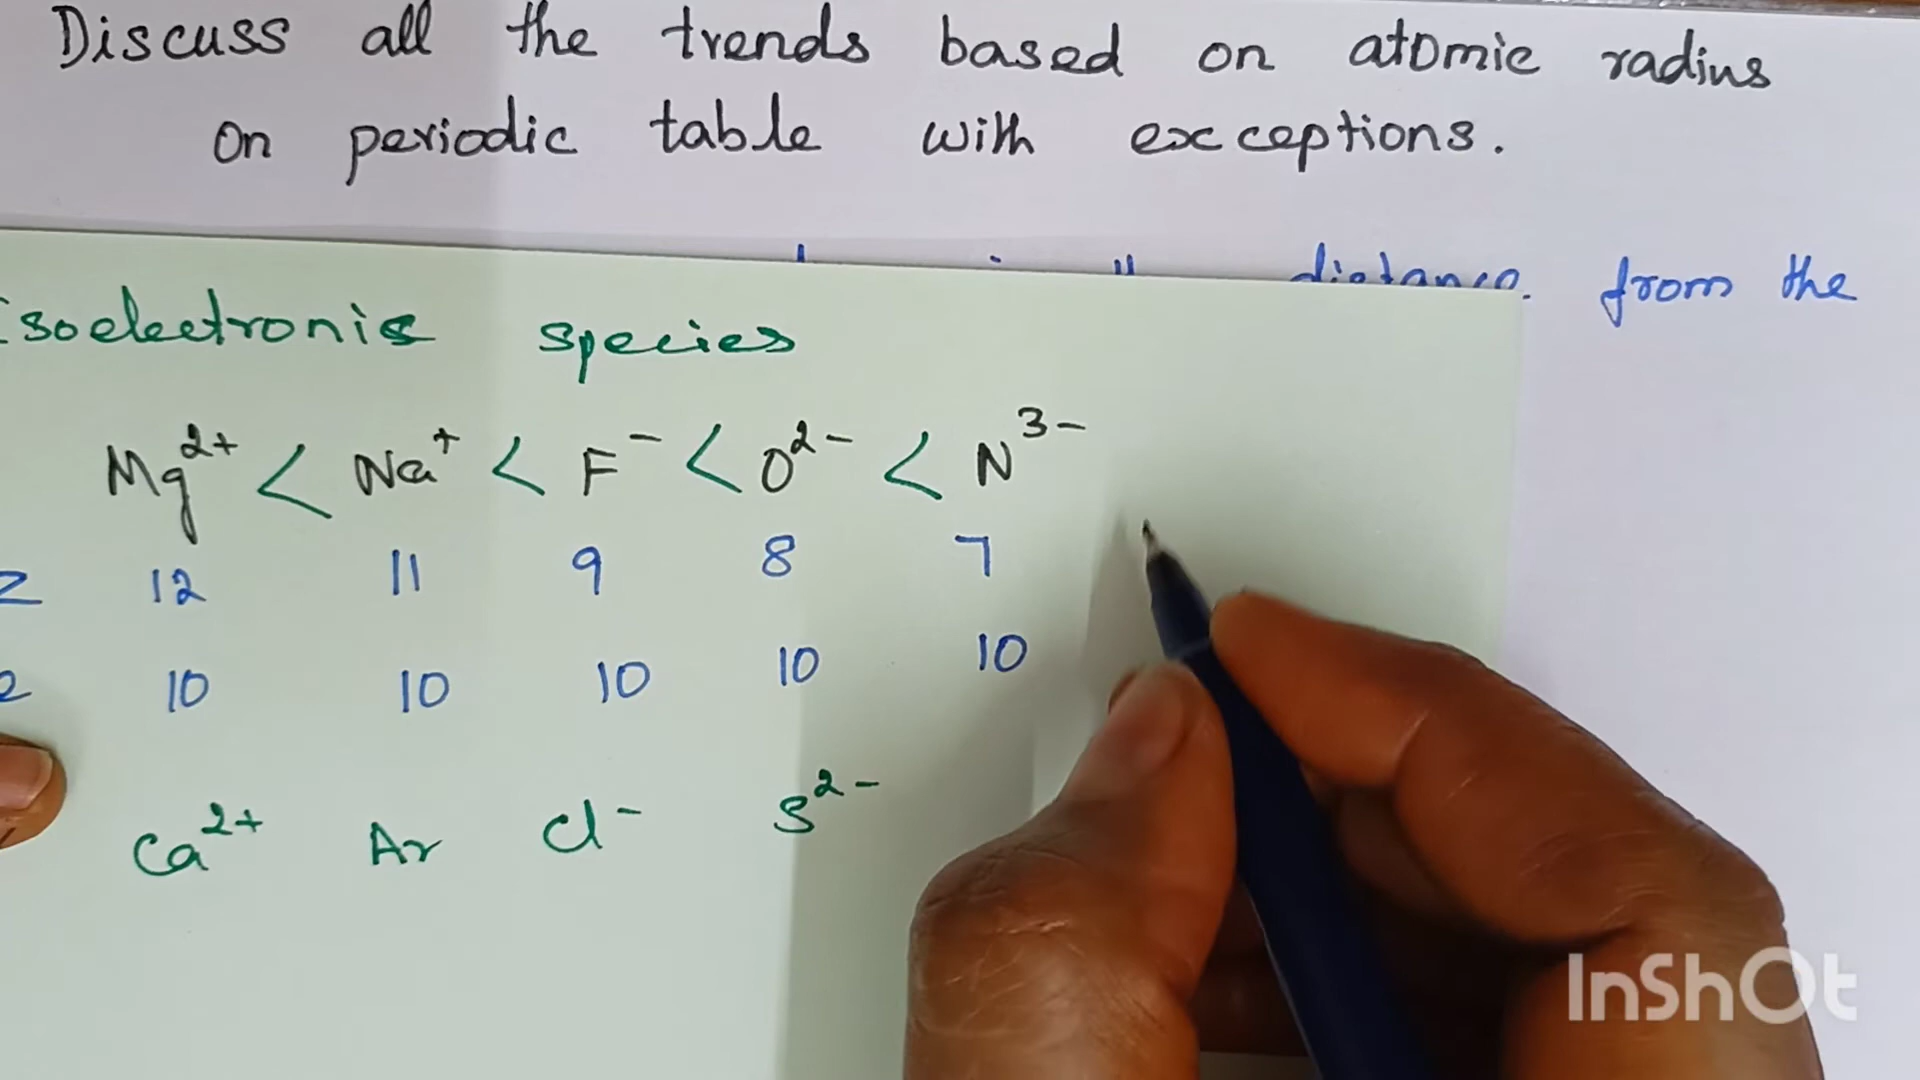 Discuss all the trends based on atomic radius
on periodic table with exceptions.
distance from the
Isoelectronic species
Mg²⁺ < Na⁺ < F⁻ < O²⁻ < N³⁻
Z 12 11 9 8 7
e 10 10 10 10 10
Ca²⁺ Ar Cl⁻ S²⁻
InShOt